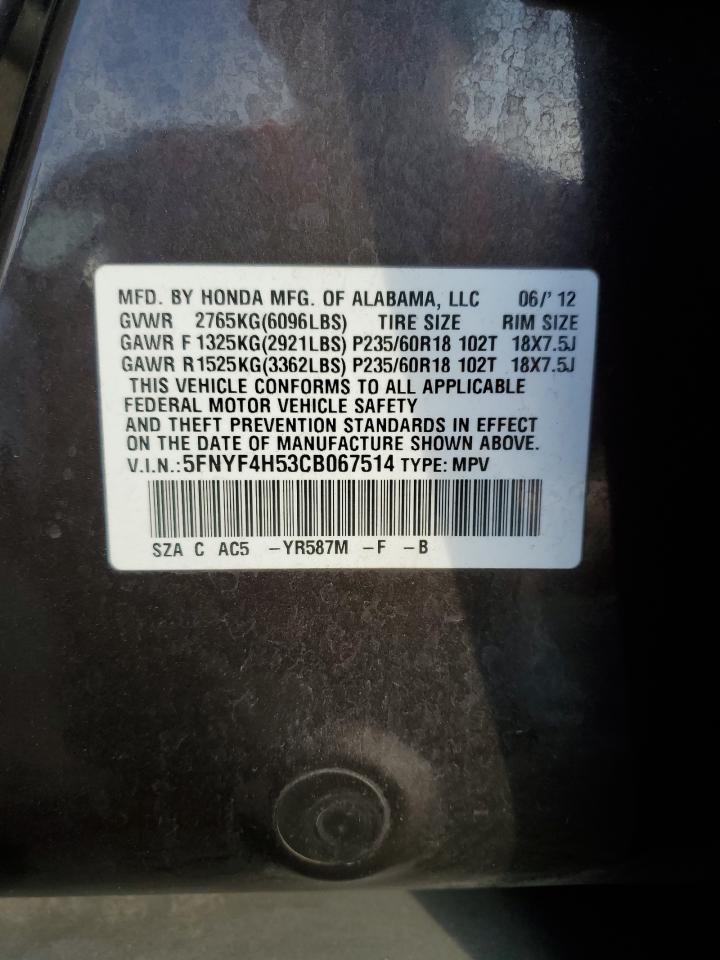 MFD. BY HONDA MFG. OF ALABAMA, LLC 06/'12
GVWR 2765KG(6096LBS) TIRE SIZE RIM SIZE
GAWR F1325KG(2921LBS) P235/60R18 102T 18X7.5J
GAWR R1525KG(3362LBS) P235/60R18 102T 18X7.5J
THIS VEHICLE CONFORMS TO ALL APPLICABLE
FEDERAL MOTOR VEHICLE SAFETY
AND THEFT PREVENTION STANDARDS IN EFFECT
ON THE DATE OF MANUFACTURE SHOWN ABOVE.
V.I.N.:5FNYF4H53CB067514 TYPE: MPV
SZA C AC5 -YR587M -F -B